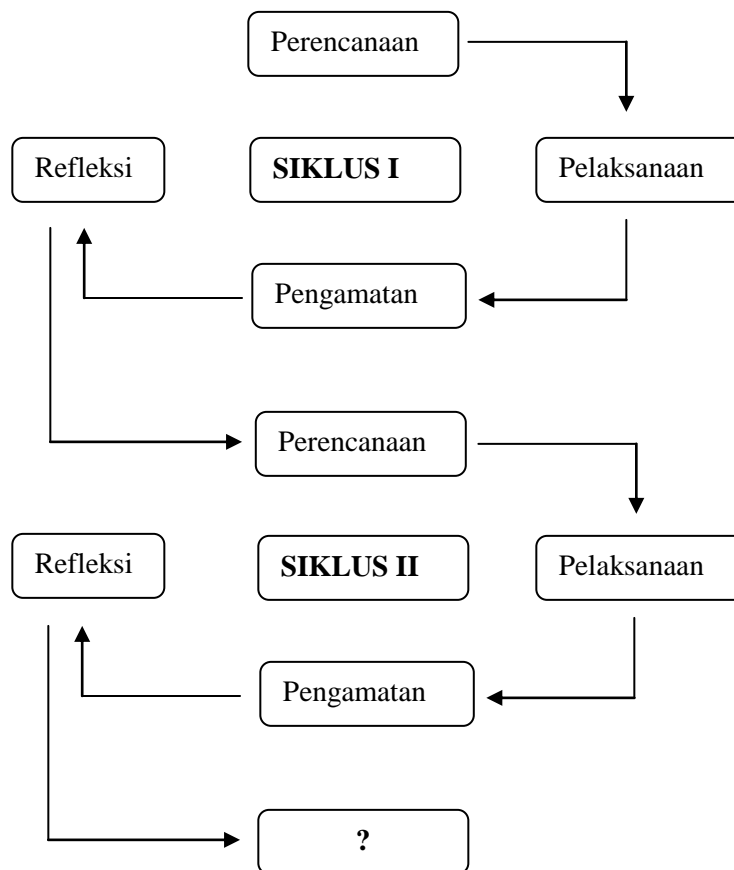 Perencanaan
Refleksi
SIKLUS I
Pelaksanaan
Pengamatan
Perencanaan
Refleksi
SIKLUS II
Pelaksanaan
Pengamatan
?